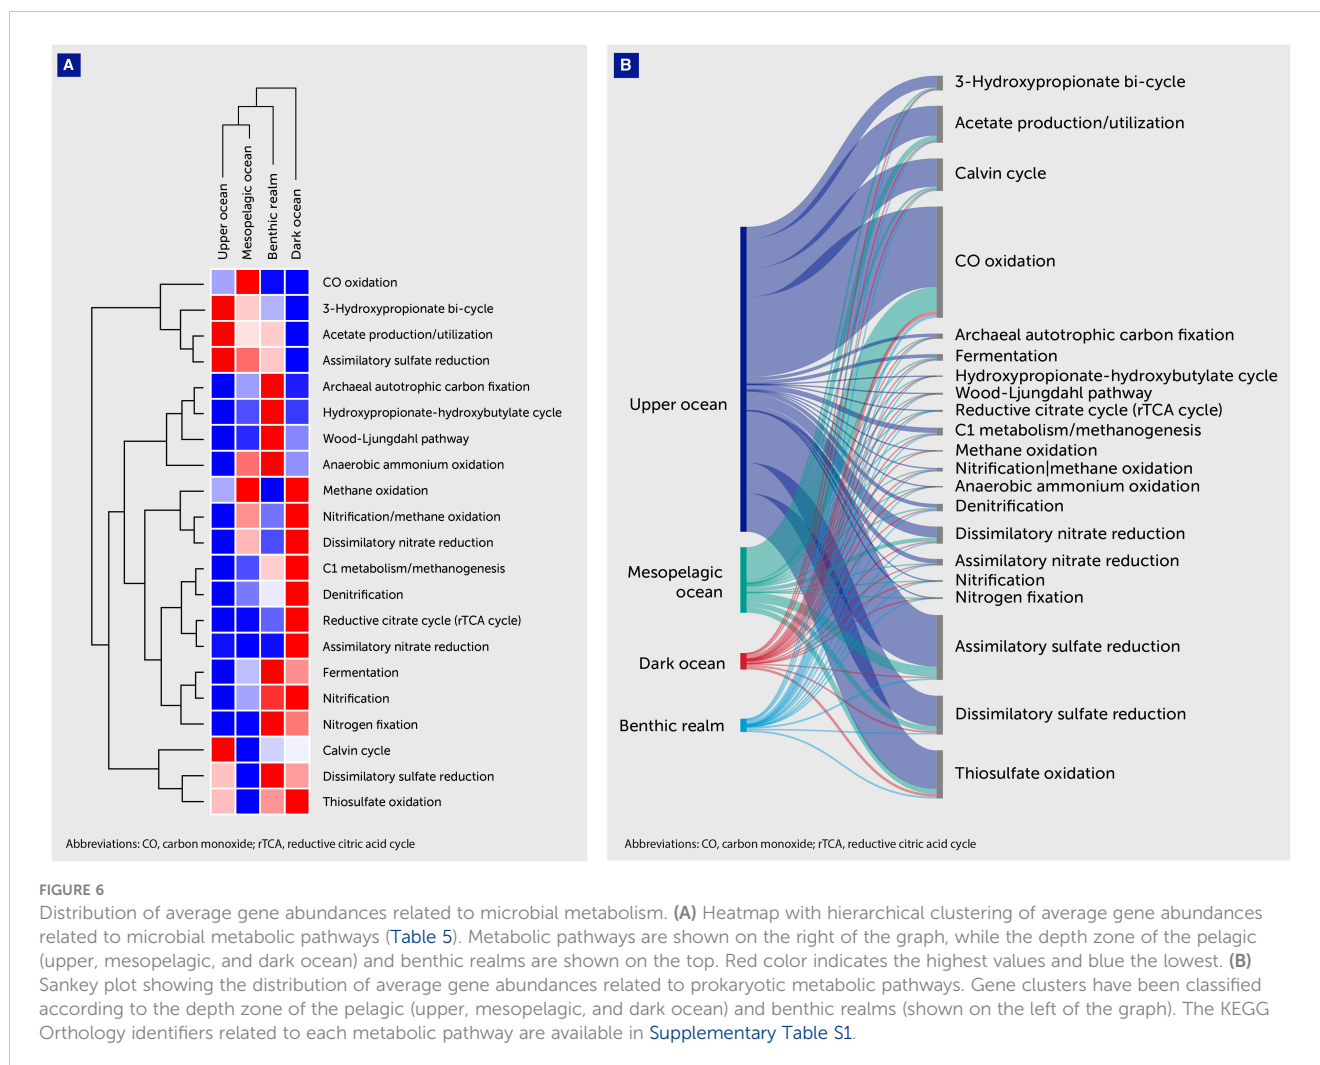 A
Upper ocean
Mesopelagic ocean
Benthic realm
Dark ocean
CO oxidation
3-Hydroxypropionate bi-cycle
Acetate production/utilization
Assimilatory sulfate reduction
Archaeal autotrophic carbon fixation
Hydroxypropionate-hydroxybutylate cycle
Wood-Ljungdahl pathway
Anaerobic ammonium oxidation
Methane oxidation
Nitrification/methane oxidation
Dissimilatory nitrate reduction
C1 metabolism/methanogenesis
Denitrification
Reductive citrate cycle (rTCA cycle)
Assimilatory nitrate reduction
Fermentation
Nitrification
Nitrogen fixation
Calvin cycle
Dissimilatory sulfate reduction
Thiosulfate oxidation
Abbreviations: CO, carbon monoxide; rTCA, reductive citric acid cycle
B
Upper ocean
Mesopelagic
ocean
Dark ocean
Benthic realm
3-Hydroxypropionate bi-cycle
Acetate production/utilization
Calvin cycle
CO oxidation
Archaeal autotrophic carbon fixation
Fermentation
Hydroxypropionate-hydroxybutylate cycle
Wood-Ljungdahl pathway
Reductive citrate cycle (rTCA cycle)
C1 metabolism/methanogenesis
Methane oxidation
Nitrification|methane oxidation
Anaerobic ammonium oxidation
Denitrification
Dissimilatory nitrate reduction
Assimilatory nitrate reduction
Nitrification
Nitrogen fixation
Assimilatory sulfate reduction
Dissimilatory sulfate reduction
Thiosulfate oxidation
Abbreviations: CO, carbon monoxide; rTCA, reductive citric acid cycle
FIGURE 6
Distribution of average gene abundances related to microbial metabolism. (A) Heatmap with hierarchical clustering of average gene abundances
related to microbial metabolic pathways (Table 5). Metabolic pathways are shown on the right of the graph, while the depth zone of the pelagic
(upper, mesopelagic, and dark ocean) and benthic realms are shown on the top. Red color indicates the highest values and blue the lowest. (B)
Sankey plot showing the distribution of average gene abundances related to prokaryotic metabolic pathways. Gene clusters have been classified
according to the depth zone of the pelagic (upper, mesopelagic, and dark ocean) and benthic realms (shown on the left of the graph). The KEGG
Orthology identifiers related to each metabolic pathway are available in Supplementary Table S1.